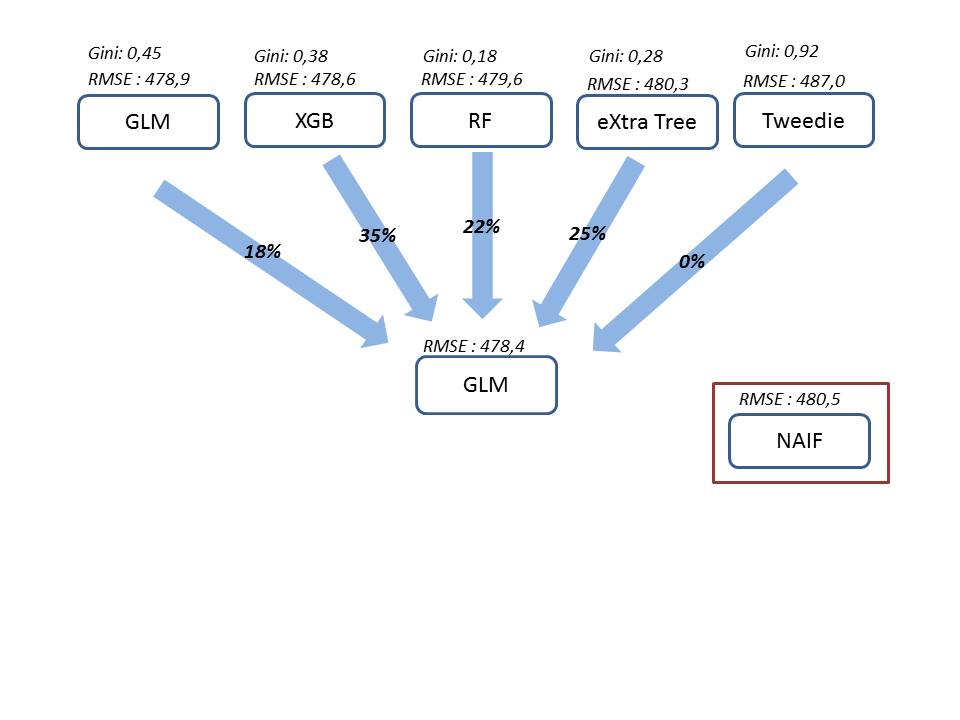 Gini: 0,45
RMSE : 478,9
GLM
Gini: 0,38
RMSE : 478,6
XGB
Gini: 0,18
RMSE : 479,6
RF
Gini: 0,28
RMSE : 480,3
eXtra Tree
Gini: 0,92
RMSE : 487,0
Tweedie
18%
35%
22%
25%
0%
RMSE : 478,4
GLM
RMSE : 480,5
NAIF